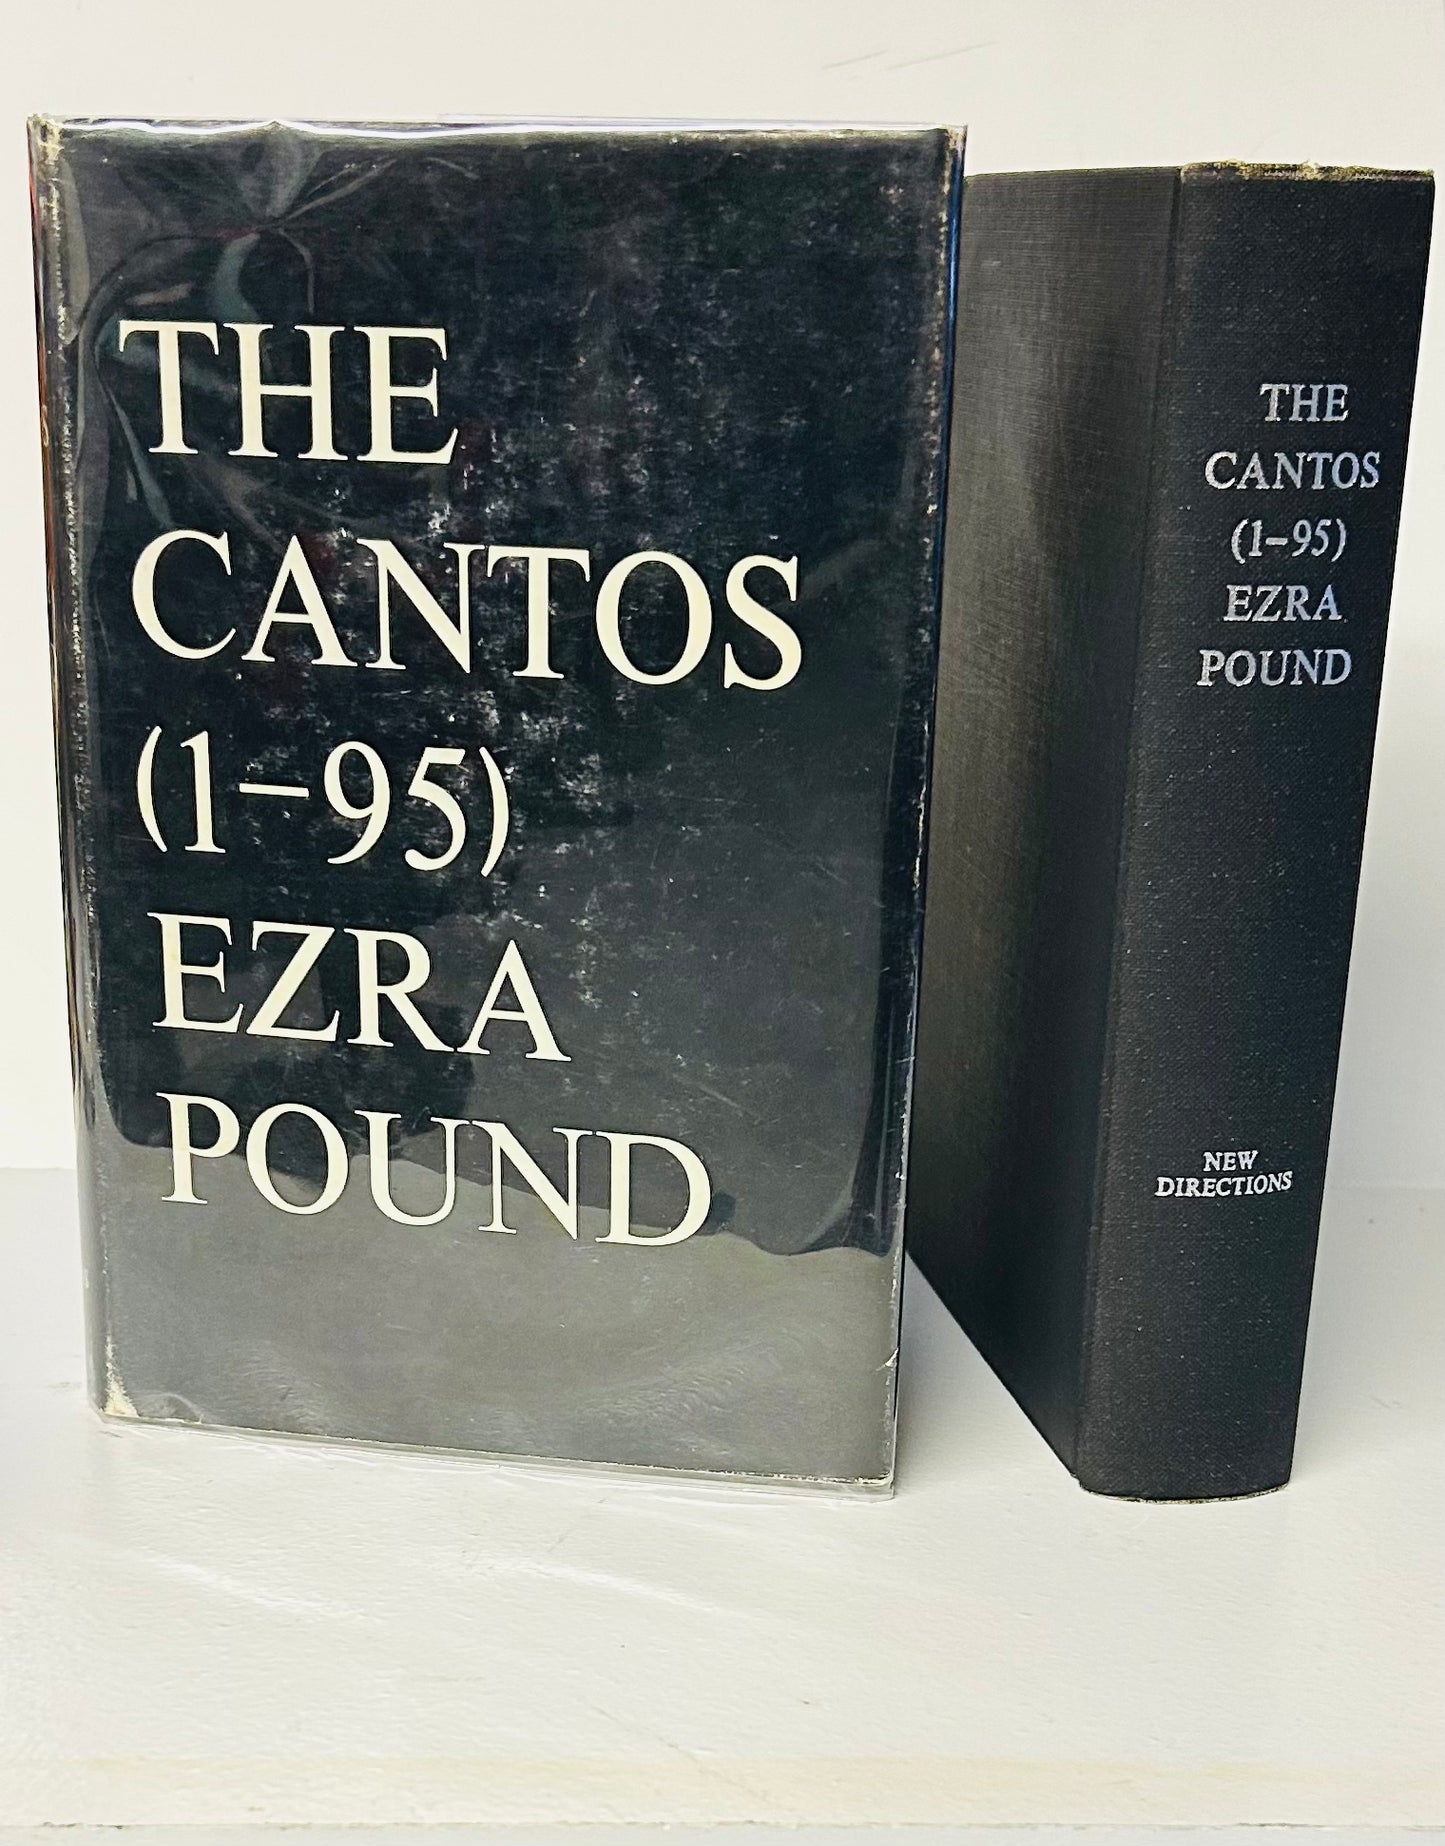 THE
CANTOS
(1–95)
EZRA
POUND
THE
CANTOS
(1–95)
EZRA
POUND
NEW
DIRECTIONS